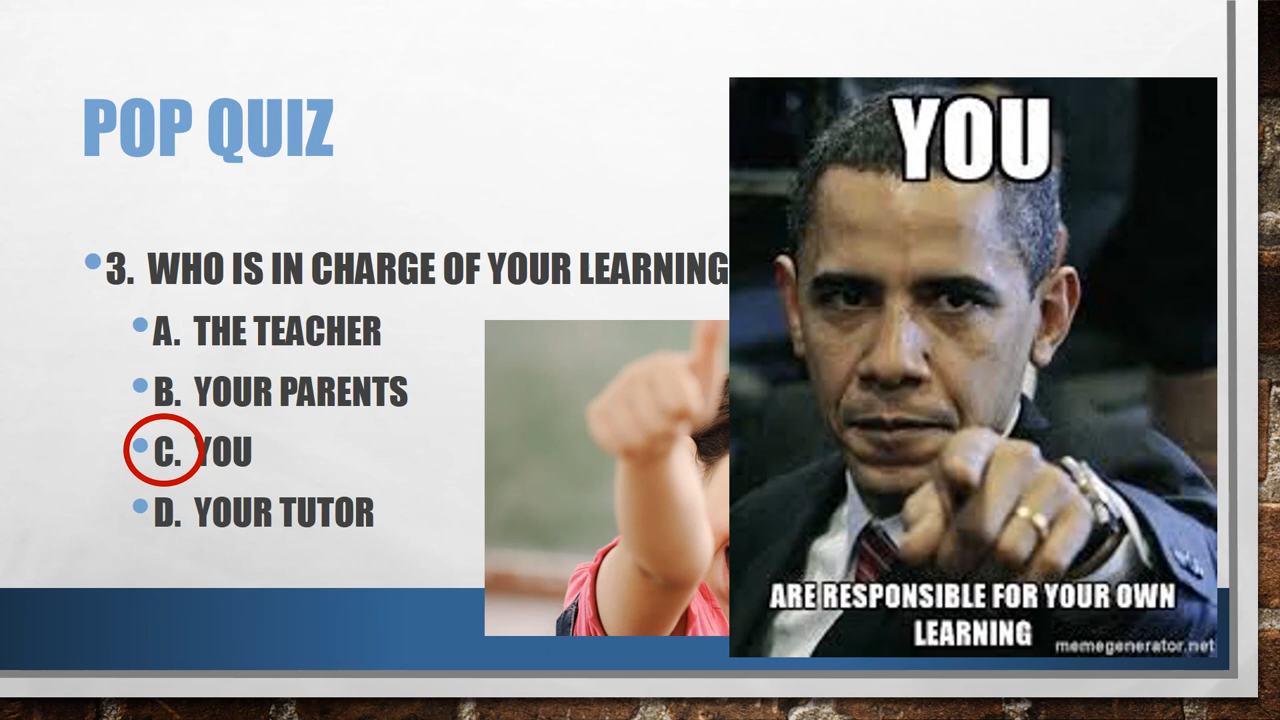 POP QUIZ
3. WHO IS IN CHARGE OF YOUR LEARNING
A. THE TEACHER
B. YOUR PARENTS
C. YOU
D. YOUR TUTOR
YOU
ARE RESPONSIBLE FOR YOUR OWN
LEARNING
memegenerator.net